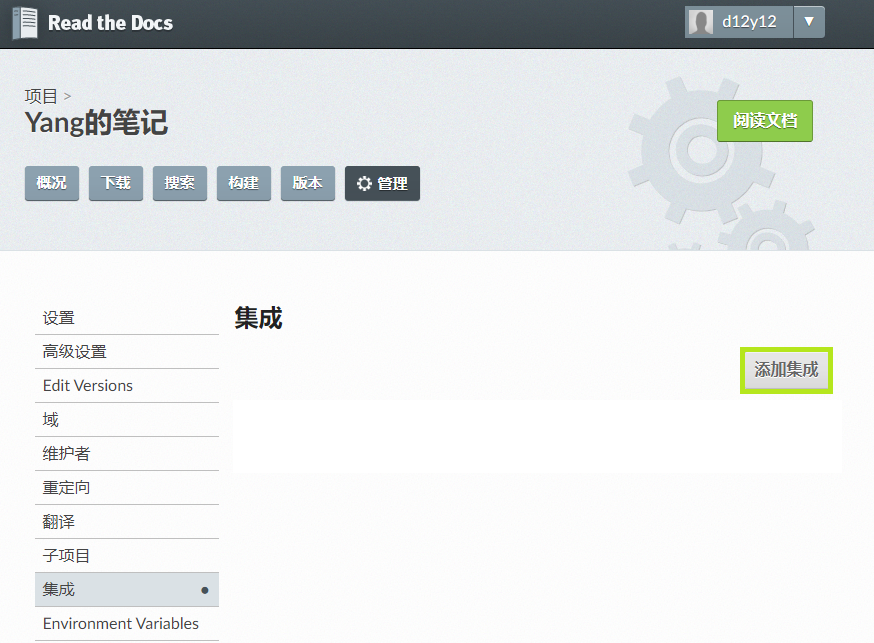 Read the Docs
d12y12 ▼
项目 >
Yang的笔记
阅读文档
概况 下载 搜索 构建 版本 管理
设置
高级设置
Edit Versions
域
维护者
重定向
翻译
子项目
集成
Environment Variables
集成
添加集成